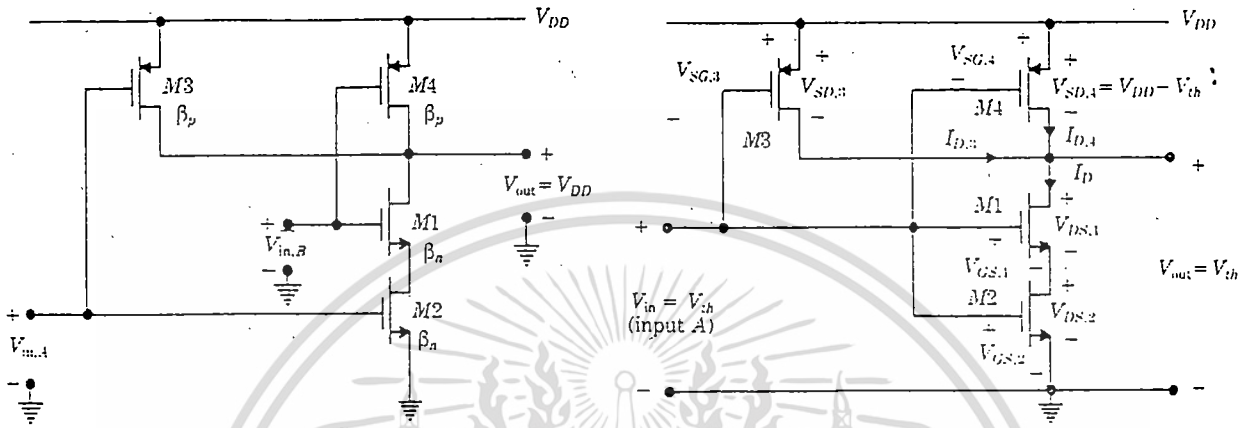 V_DD
M3
β_p
M4
β_p
+
V_out = V_DD
-
M1
β_n
+
V_in,B
-
M2
β_n
+
V_in,A
-
V_DD
+
V_SG,3
-
+
V_SD,3
-
M3
+
V_SG,4
-
+
V_SD,4 = V_DD - V_th
-
M4
I_D,3
I_D,4
+
I_D
M1
+
V_DS,1
-
+
V_GS,1
-
M2
+
V_DS,2
-
+
V_GS,2
-
V_out = V_th
+
V_in = V_th
(input A)
-
-